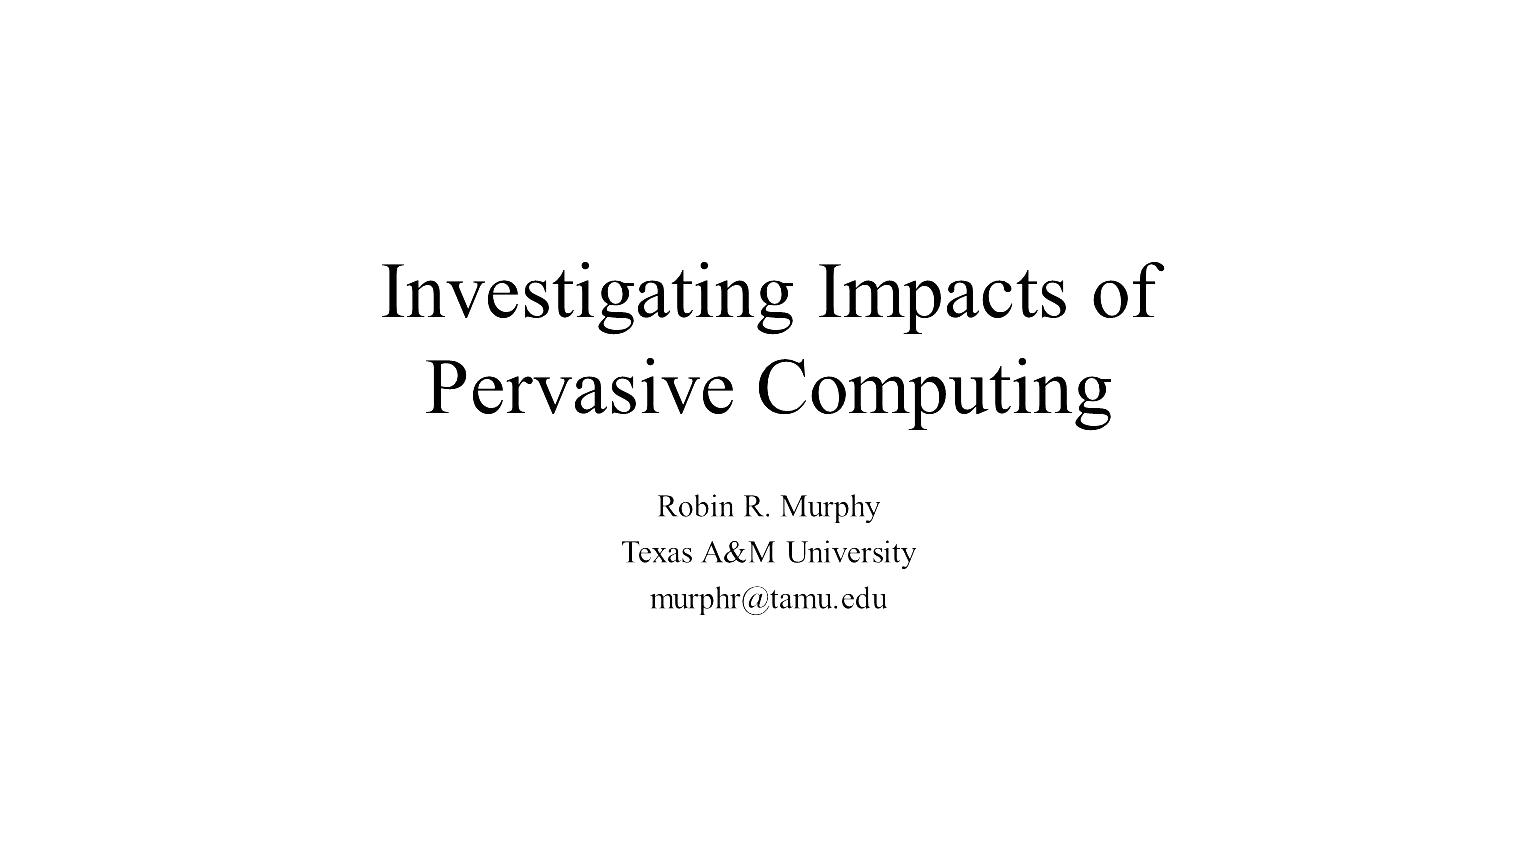 Investigating Impacts of
Pervasive Computing
Robin R. Murphy
Texas A&M University
murphr@tamu.edu